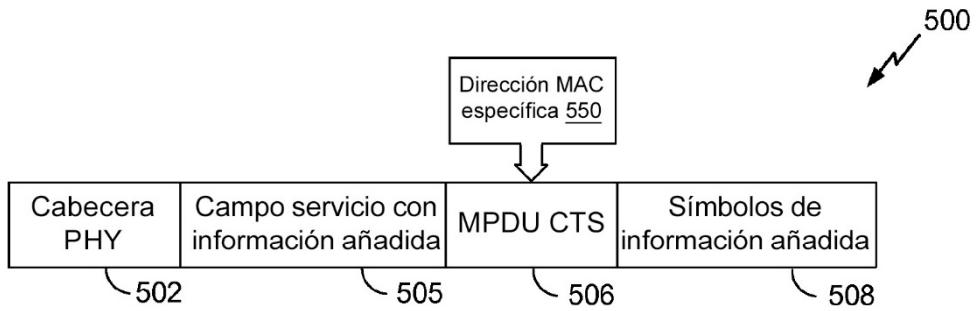 500
Dirección MAC
específica 550
Cabecera
PHY
Campo servicio con
información añadida
MPDU CTS
Símbolos de
información añadida
502
505
506
508